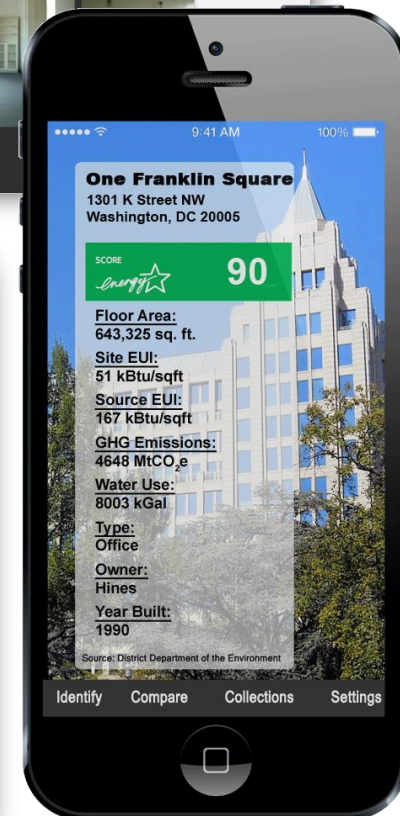 9:41 AM
100%
One Franklin Square
1301 K Street NW
Washington, DC 20005
SCORE
energy
90
Floor Area:
643,325 sq. ft.
Site EUI:
51 kBtu/sqft
Source EUI:
167 kBtu/sqft
GHG Emissions:
4648 MtCO₂e
Water Use:
8003 kGal
Type:
Office
Owner:
Hines
Year Built:
1990
Source: District Department of the Environment
Identify Compare Collections Settings